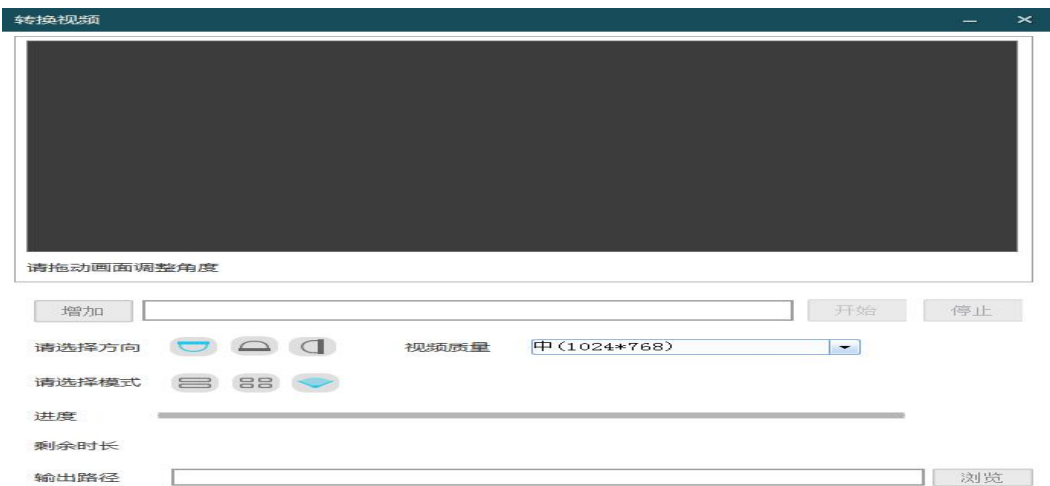 转换视频
请拖动画面调整角度
增加 开始 停止
请选择方向 视频质量 中(1024*768)
请选择模式
进度
剩余时长
输出路径 浏览